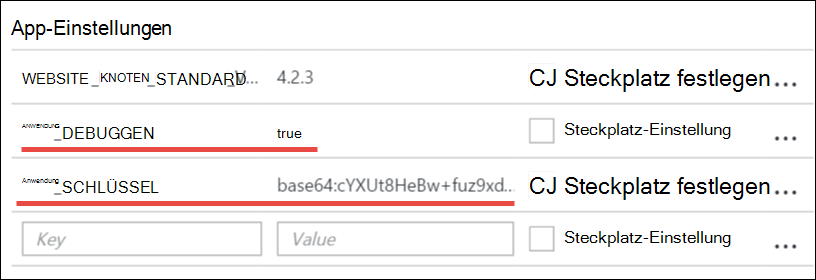 App-Einstellungen
WEBSITE_KNOTEN_STANDARD_V... 4.2.3 CJ Steckplatz festlegen ...
ANWENDUNG_DEBUGGEN true Steckplatz-Einstellung ...
Anwendung_SCHLÜSSEL base64:cYXUt8HeBw+fuz9xd... CJ Steckplatz festlegen ...
Key Value Steckplatz-Einstellung ...